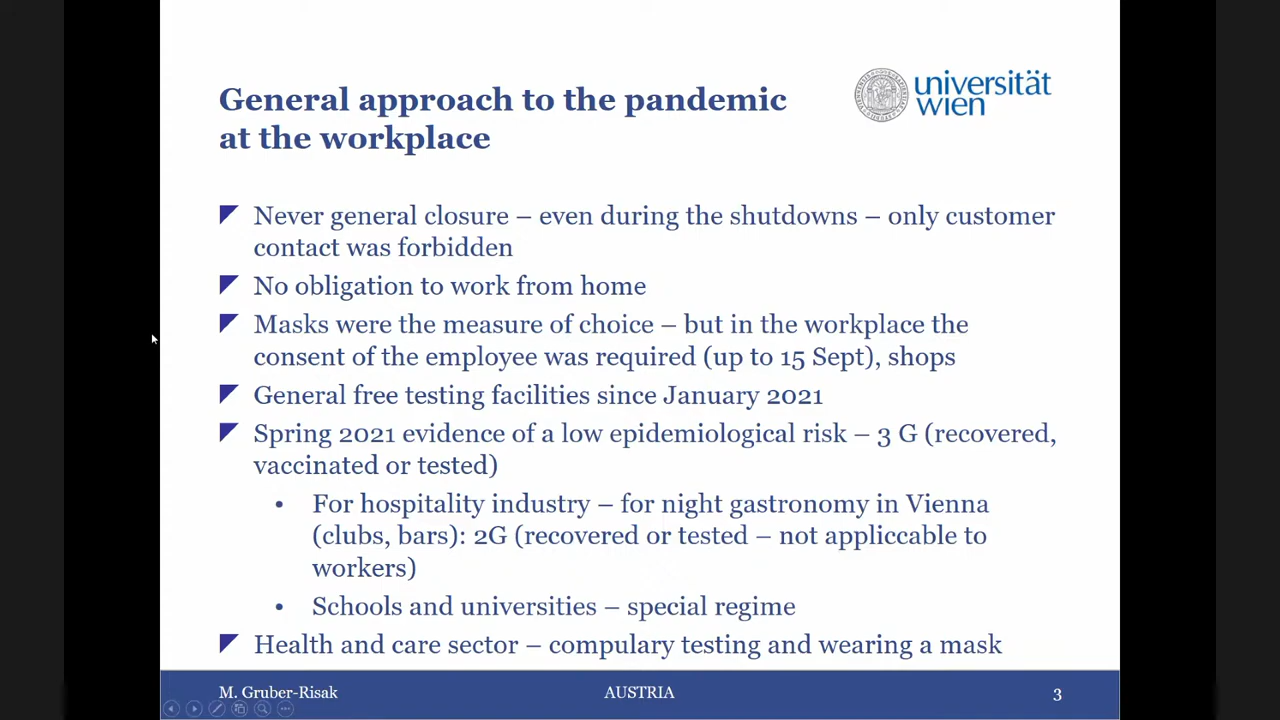 General approach to the pandemic
at the workplace
universität
wien
Never general closure – even during the shutdowns – only customer
contact was forbidden
No obligation to work from home
Masks were the measure of choice – but in the workplace the
consent of the employee was required (up to 15 Sept), shops
General free testing facilities since January 2021
Spring 2021 evidence of a low epidemiological risk – 3 G (recovered,
vaccinated or tested)
• For hospitality industry – for night gastronomy in Vienna
(clubs, bars): 2G (recovered or tested – not appliccable to
workers)
• Schools and universities – special regime
Health and care sector – compulary testing and wearing a mask
M. Gruber-Risak
AUSTRIA
3